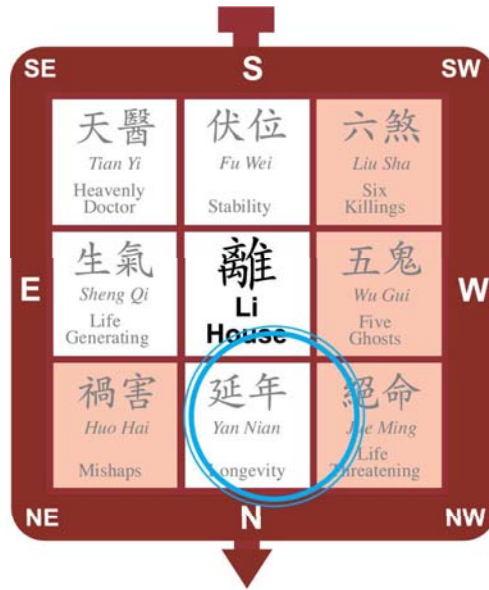 SE
S
SW
天醫
Tian Yi
Heavenly
Doctor
伏位
Fu Wei
Stability
六煞
Liu Sha
Six
Killings
E
生氣
Sheng Qi
Life
Generating
離
Li
House
五鬼
Wu Gui
Five
Ghosts
W
禍害
Huo Hai
Mishaps
延年
Yan Nian
Longevity
絕命
Jue Ming
Life
Threatening
NE
N
NW